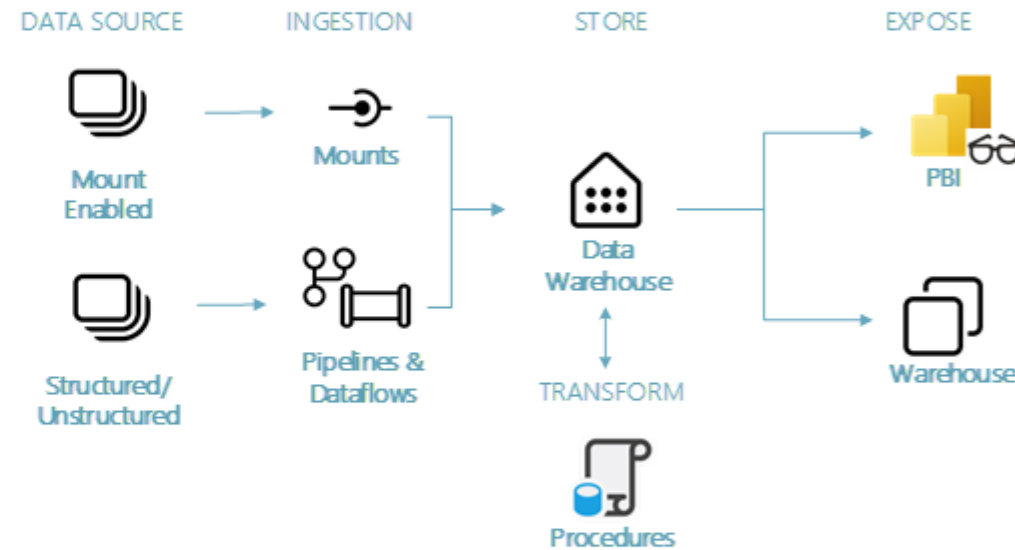 DATA SOURCE
INGESTION
STORE
EXPOSE
Mount
Enabled
Mounts
PBI
Data
Warehouse
Structured/
Unstructured
Pipelines &
Dataflows
Warehouse
TRANSFORM
Procedures